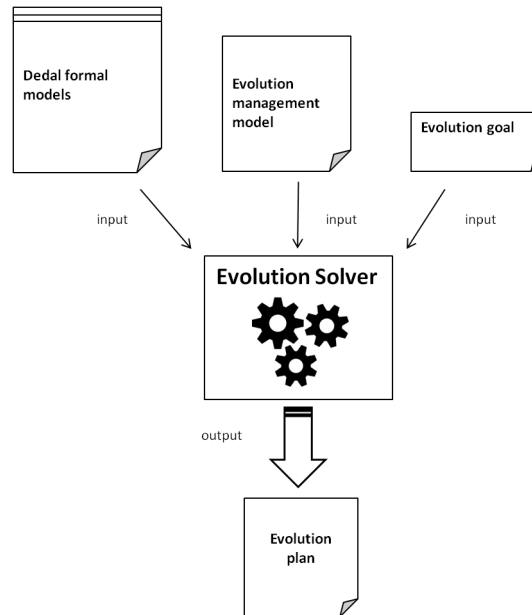 Dedal formal
models
Evolution
management
model
Evolution goal
input
input
input
Evolution Solver
output
Evolution
plan